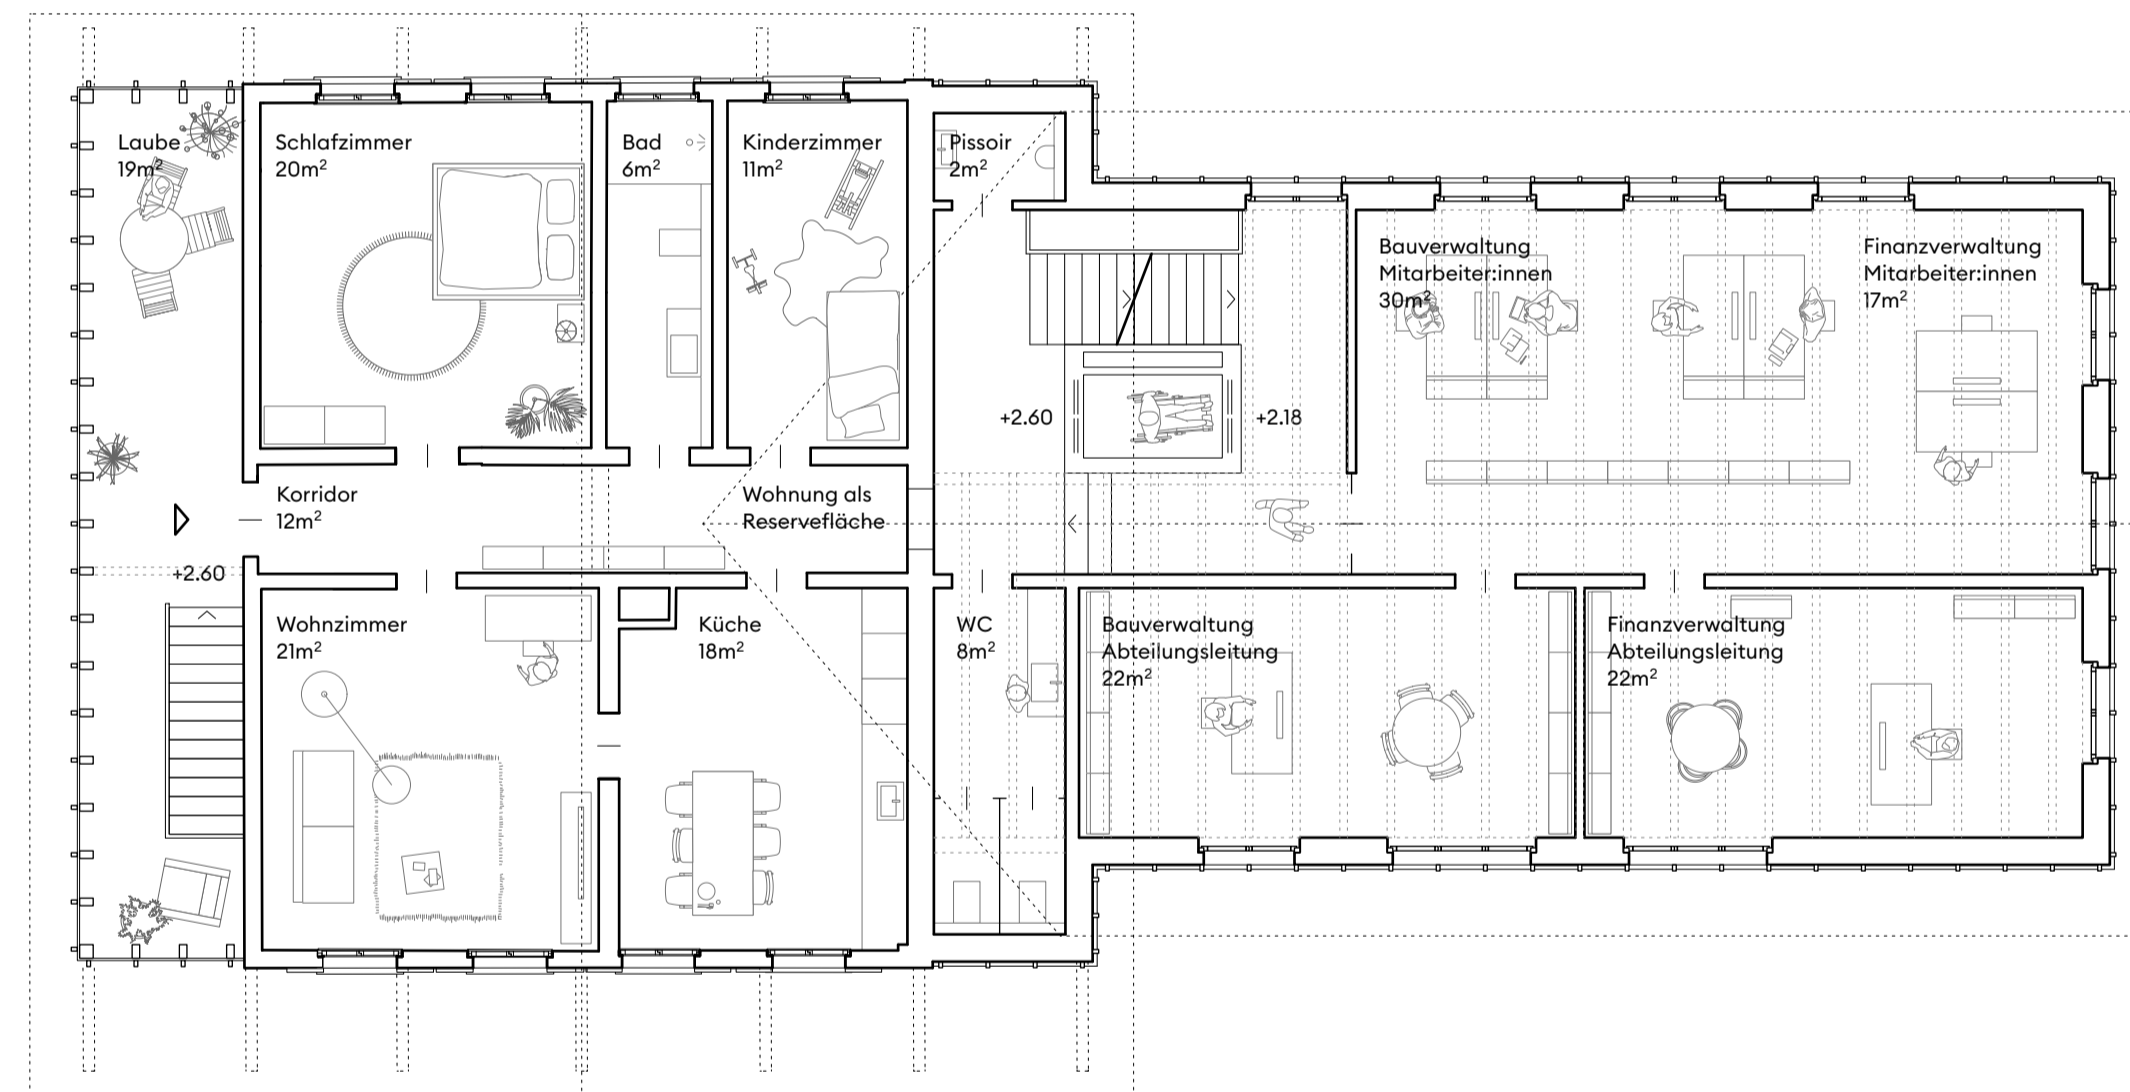 Laube
19m²
Schlafzimmer
20m²
Bad
6m²
Kinderzimmer
11m²
Pissoir
2m²
Bauverwaltung
Mitarbeiter:innen
30m²
Finanzverwaltung
Mitarbeiter:innen
17m²
+2.60
+2.18
Korridor
12m²
Wohnung als
Reservefläche
+2.60
Wohnzimmer
21m²
Küche
18m²
WC
8m²
Bauverwaltung
Abteilungsleitung
22m²
Finanzverwaltung
Abteilungsleitung
22m²